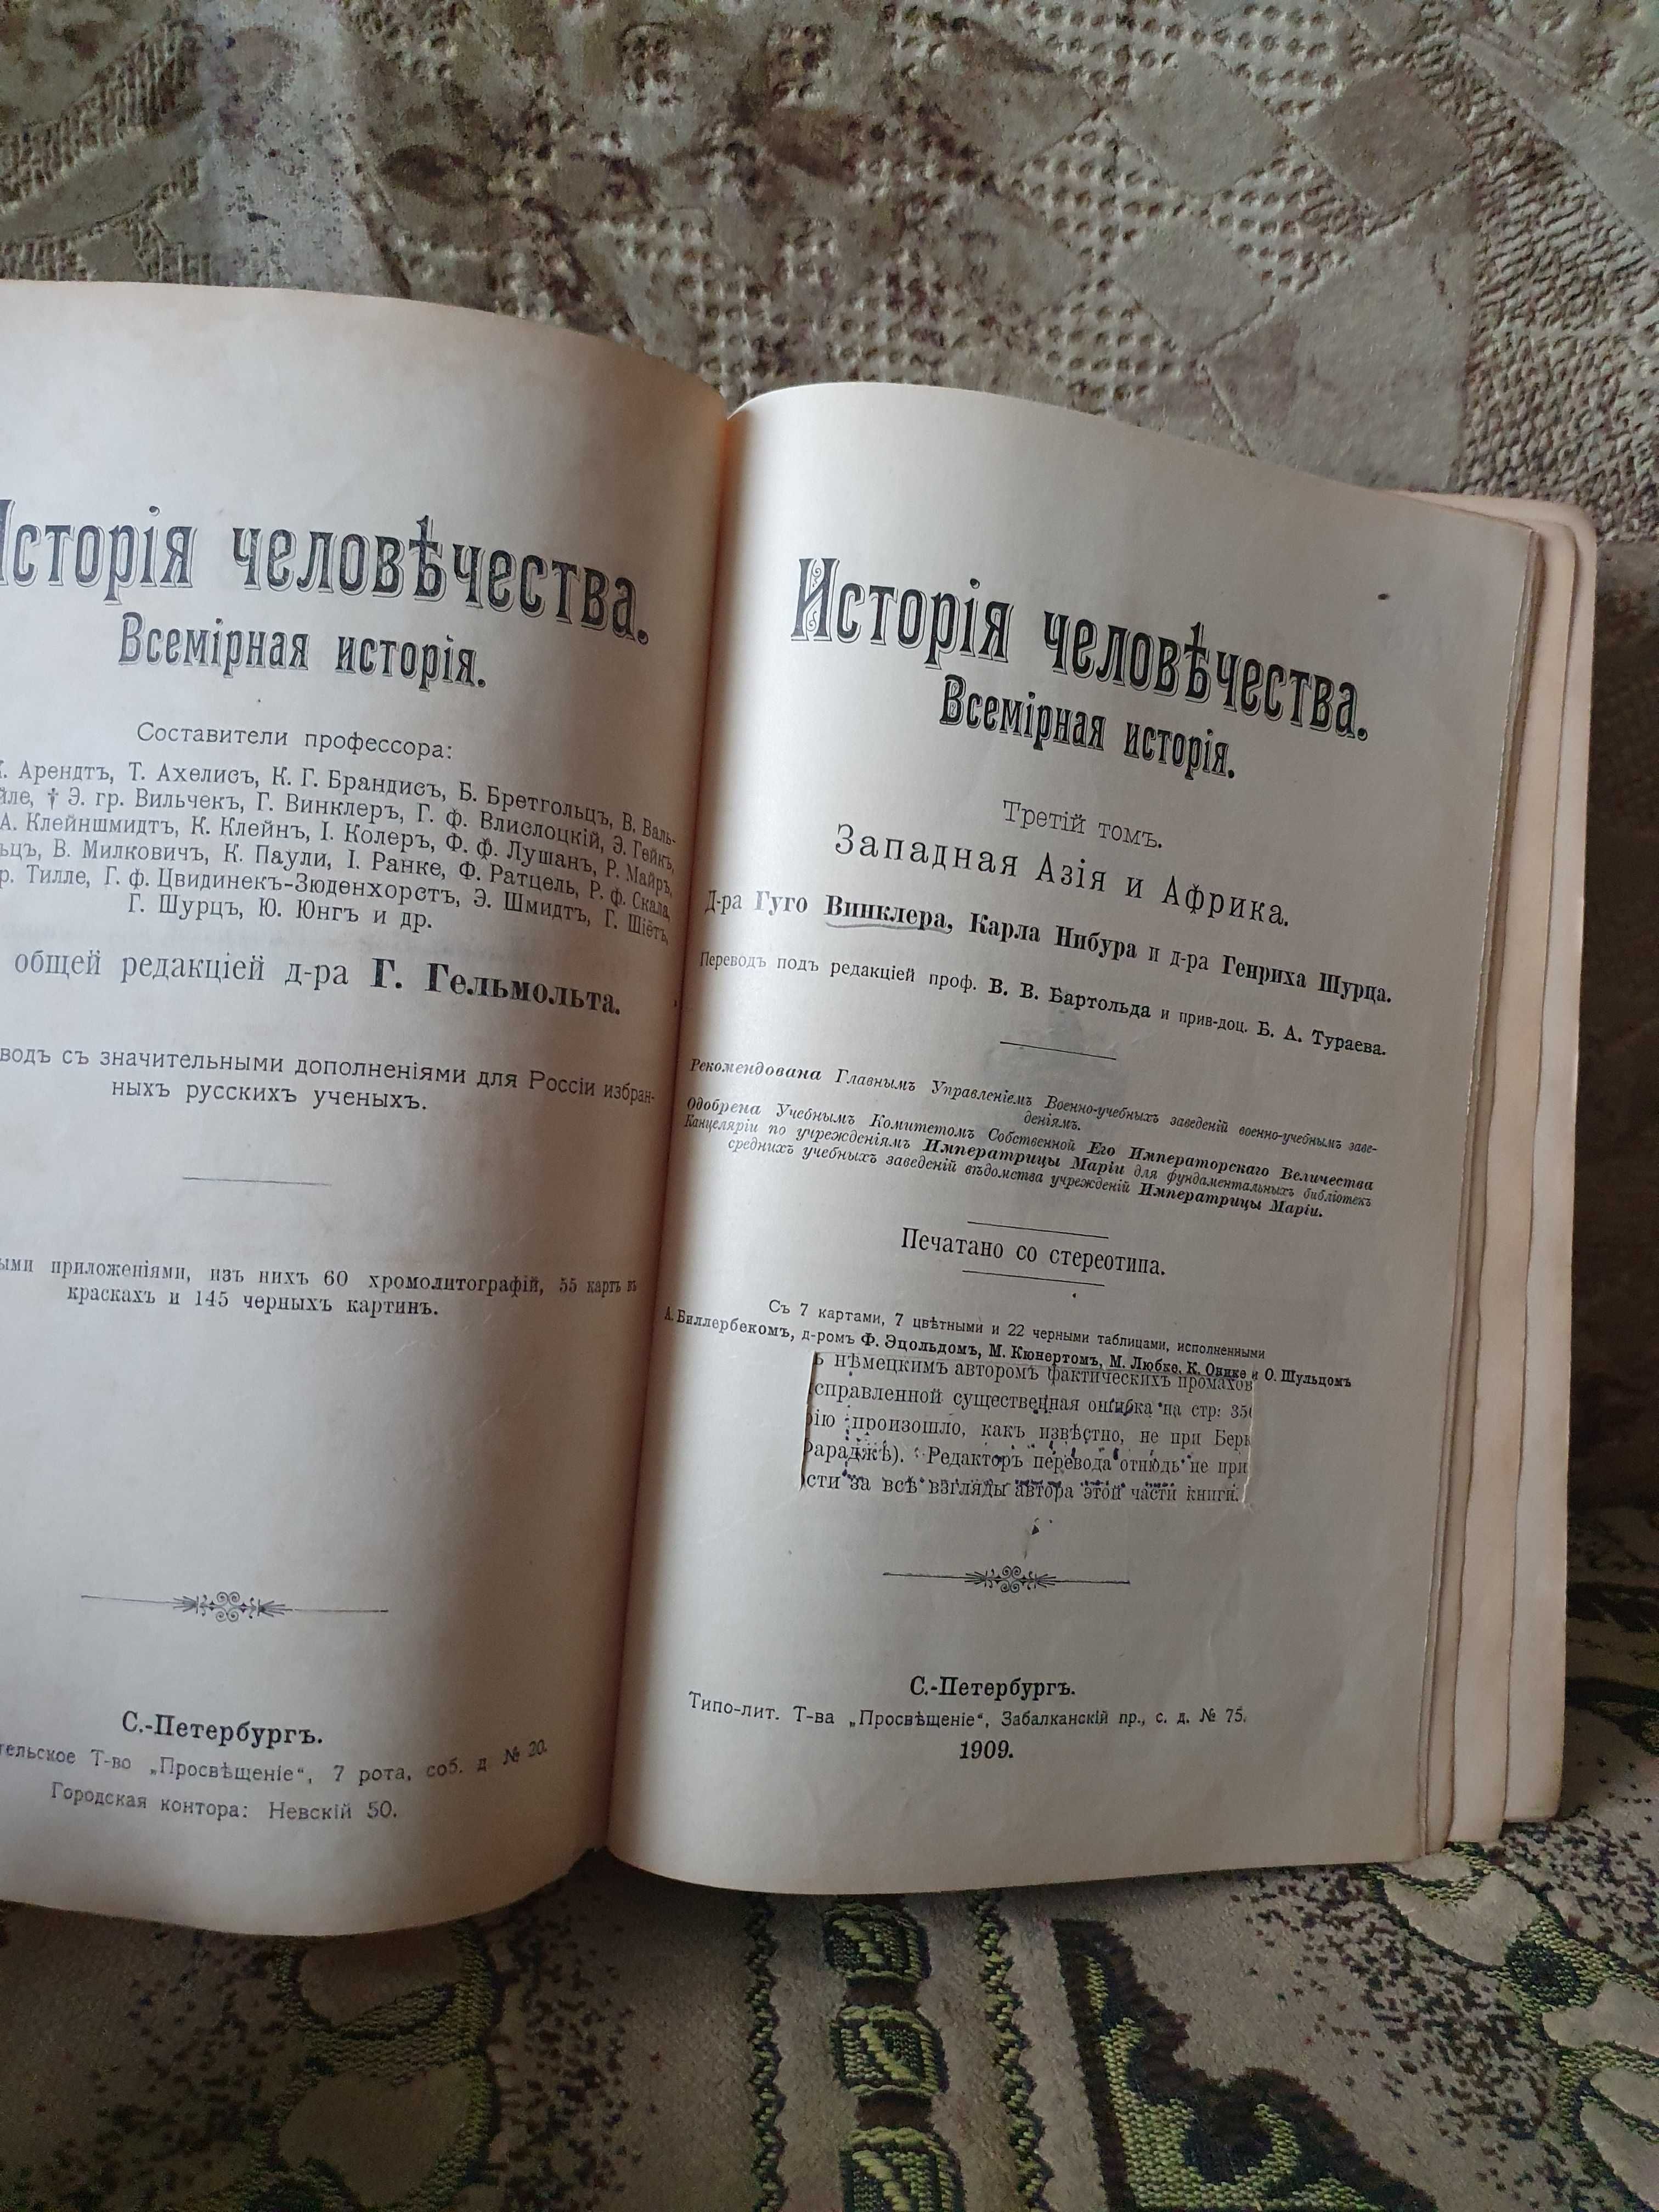 Исторія человѣчества.
Всемірная исторія.
Составители профессора:
К. Арендтъ, Т. Ахелисъ, К. Г. Брандисъ, Б. Бретгольцъ, В. Валь-
† Э. гр. Вильчекъ, Г. Винклеръ, Г. ф. Влислоцкій, Э. Гейкъ,
А. Клейншмидтъ, К. Клейнъ, І. Колеръ, Ф. ф. Лушанъ, Р. Майръ,
В. Милковичъ, К. Паули, І. Ранке, Ф. Ратцель, Р. ф. Скала,
Тилле, Г. ф. Цвидинекъ-Зюденхорстъ, Э. Шмидтъ, Г. Шіётъ,
Г. Шурцъ, Ю. Юнгъ и др.
общей редакціей д-ра Г. Гельмольта.
водъ съ значительными дополненіями для Россіи избран-
ныхъ русскихъ ученыхъ.
ыми приложеніями, изъ нихъ 60 хромолитографій, 55 картъ въ
краскахъ и 145 черныхъ картинъ.
С.-Петербургъ.
тельское Т-во „Просвѣщеніе“, 7 рота, соб. д. № 20.
Городская контора: Невскій 50.
Исторія человѣчества.
Всемірная исторія.
Третій томъ.
Западная Азія и Африка.
Д-ра Гуго Винклера, Карла Нибура и д-ра Генриха Шурца.
Переводъ подъ редакціей проф. В. В. Бартольда и прив-доц. Б. А. Тураева.
Рекомендована Главнымъ Управленіемъ Военно-учебныхъ заведеній военно-учебнымъ заве-
деніямъ.
Одобрена Учебнымъ Комитетомъ Собственной Его Императорскаго Величества
Канцеляріи по учрежденіямъ Императрицы Маріи для фундаментальныхъ библіотекъ
среднихъ учебныхъ заведеній вѣдомства учрежденій Императрицы Маріи.
Печатано со стереотипа.
Съ 7 картами, 7 цвѣтными и 22 черными таблицами, исполненными
А. Биллербекомъ, д-ромъ Ф. Эцольдомъ, М. Кюнертомъ, М. Любке, К. Онике и О. Шульцомъ
ъ нѣмецкимъ авторомъ фактическихъ промахов
справленной существенная ошибка на стр. 350
рію произошло, какъ извѣстно, не при Берк
Фараджѣ). Редакторъ перевода отнюдь не при
ости за всѣ взгляды автора этой части книги.
С.-Петербургъ.
Типо-лит. Т-ва „Просвѣщеніе“, Забалканскій пр., с. д. № 75.
1909.